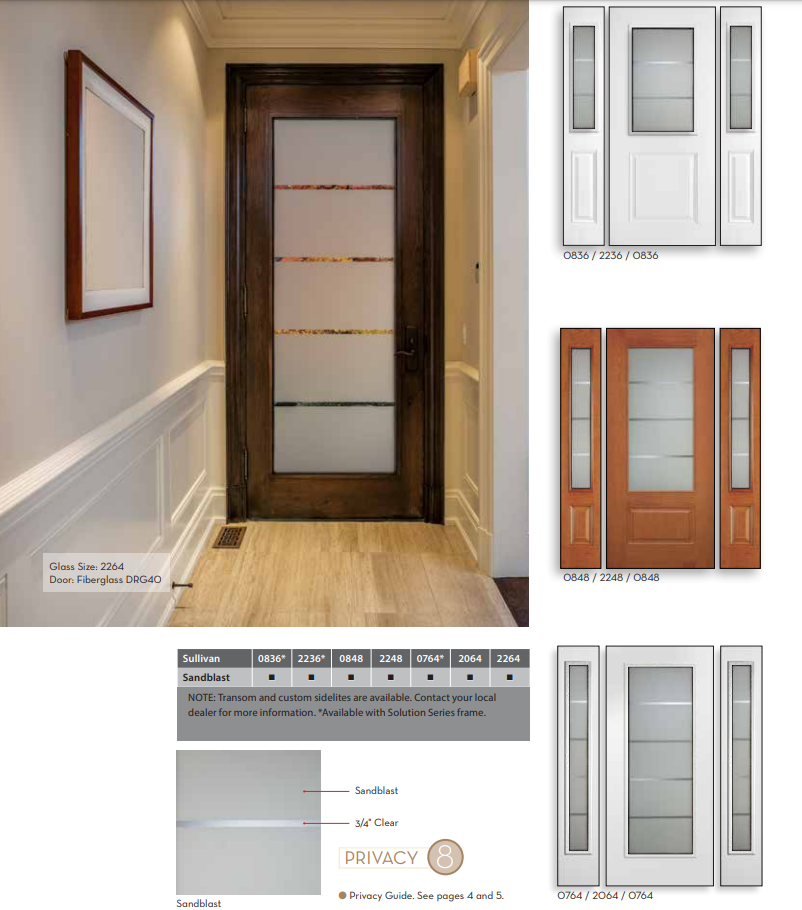 0836 / 2236 / 0836
Glass Size: 2264
Door: Fiberglass DRG40
0848 / 2248 / 0848
Sullivan 0836* 2236* 0848 2248 0764* 2064 2264
Sandblast ■ ■ ■ ■ ■ ■ ■
NOTE: Transom and custom sidelites are available. Contact your local
dealer for more information. *Available with Solution Series frame.
Sandblast
3/4" Clear
PRIVACY 8
Privacy Guide. See pages 4 and 5.
Sandblast
0764 / 2064 / 0764